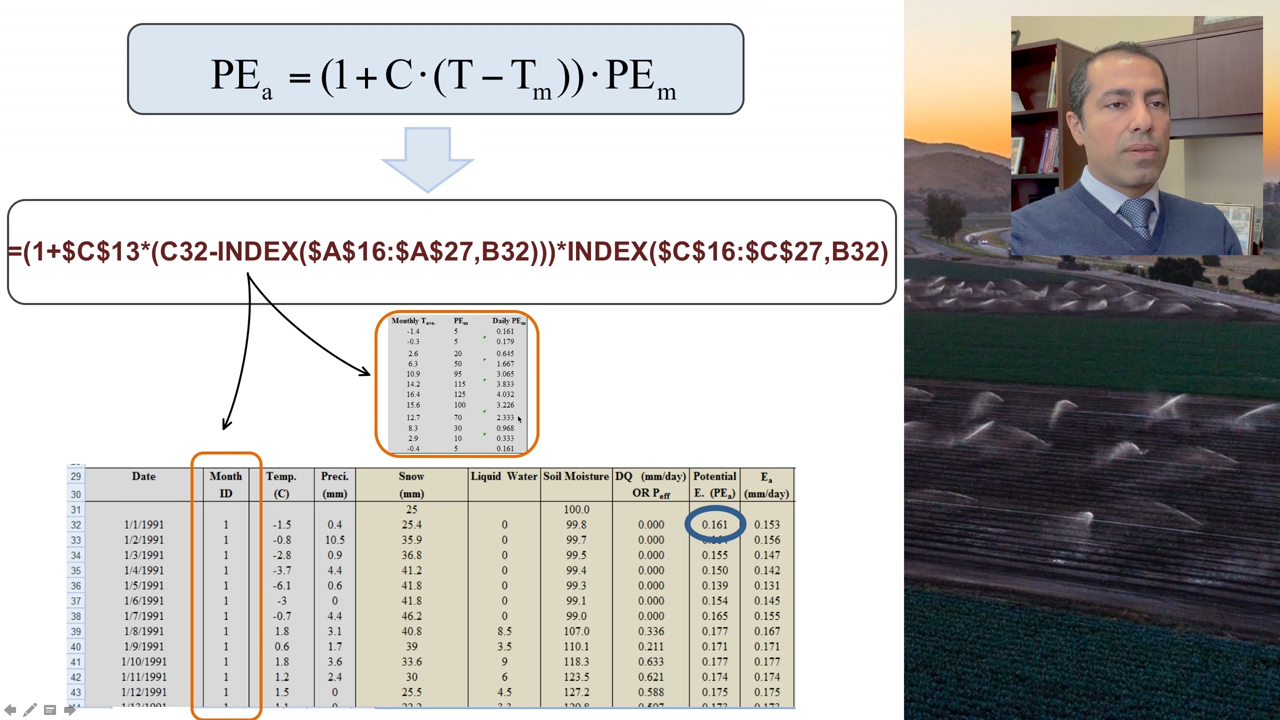 PEa = (1 + C · (T − Tm)) · PEm
=(1+$C$13*(C32-INDEX($A$16:$A$27,B32)))*INDEX($C$16:$C$27,B32)
Monthly Tave. PEm Daily PEm
-1.4 5 0.161
-0.3 5 0.179
2.6 20 0.645
6.3 50 1.667
10.9 95 3.065
14.2 115 3.833
16.4 125 4.032
15.6 100 3.226
12.7 70 2.333
8.3 30 0.968
2.9 10 0.333
-0.4 5 0.161
29 Date Month Temp. Preci. Snow Liquid Water Soil Moisture DQ (mm/day) Potential Ea
30 ID (C) (mm) (mm) OR Peff E. (PEa) (mm/day)
31 25 100.0
32 1/1/1991 1 -1.5 0.4 25.4 0 99.8 0.000 0.161 0.153
33 1/2/1991 1 -0.8 10.5 35.9 0 99.7 0.000 0.156
34 1/3/1991 1 -2.8 0.9 36.8 0 99.5 0.000 0.155 0.147
35 1/4/1991 1 -3.7 4.4 41.2 0 99.4 0.000 0.150 0.142
36 1/5/1991 1 -6.1 0.6 41.8 0 99.3 0.000 0.139 0.131
37 1/6/1991 1 -3 0 41.8 0 99.1 0.000 0.154 0.145
38 1/7/1991 1 -0.7 4.4 46.2 0 99.0 0.000 0.165 0.155
39 1/8/1991 1 1.8 3.1 40.8 8.5 107.0 0.336 0.177 0.167
40 1/9/1991 1 0.6 1.7 39 3.5 110.1 0.211 0.171 0.171
41 1/10/1991 1 1.8 3.6 33.6 9 118.3 0.633 0.177 0.177
42 1/11/1991 1 1.2 2.4 30 6 123.5 0.621 0.174 0.174
43 1/12/1991 1 1.5 0 25.5 4.5 127.2 0.588 0.175 0.175